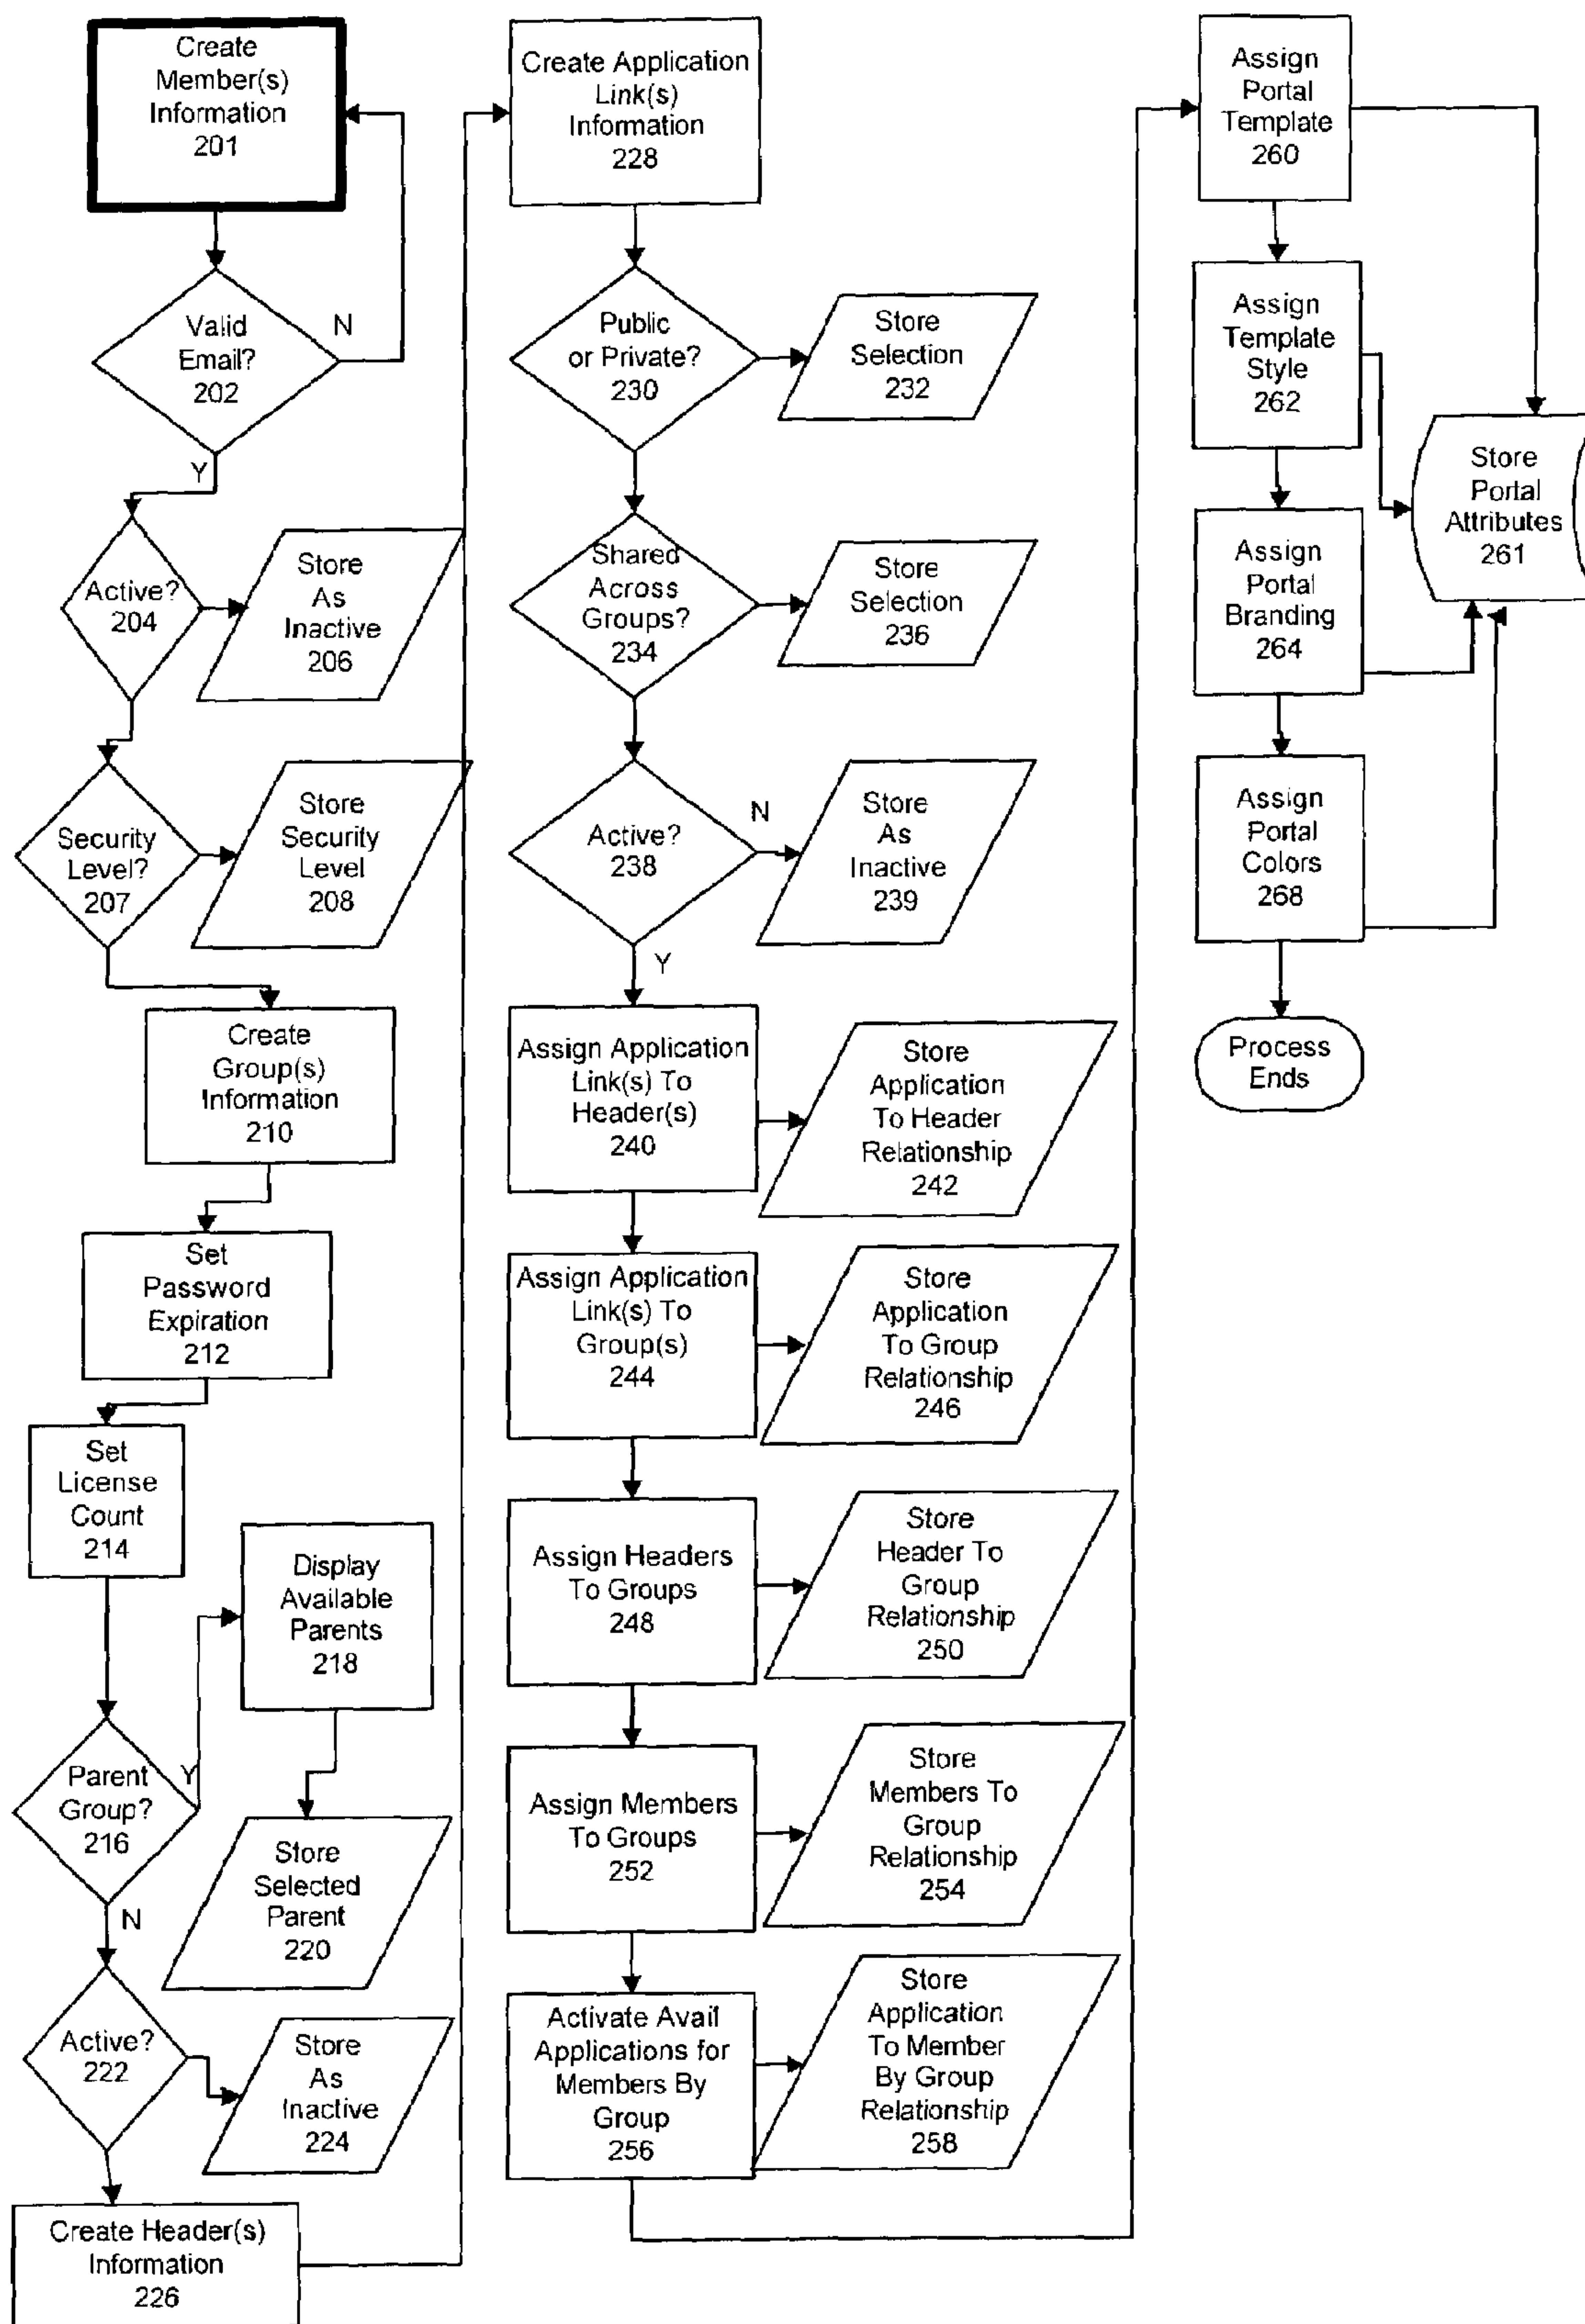 Create
Member(s)
Information
201
Valid
Email?
202
N
Y
Active?
204
Store
As
Inactive
206
Security
Level?
207
Store
Security
Level
208
Create
Group(s)
Information
210
Set
Password
Expiration
212
Set
License
Count
214
Display
Available
Parents
218
Parent
Group?
216
Y
N
Store
Selected
Parent
220
Active?
222
Store
As
Inactive
224
Create Header(s)
Information
226
Create Application
Link(s)
Information
228
Public
or Private?
230
Store
Selection
232
Shared
Across
Groups?
234
Store
Selection
236
Active?
238
N
Y
Store
As
Inactive
239
Assign Application
Link(s) To
Header(s)
240
Store
Application
To Header
Relationship
242
Assign Application
Link(s) To
Group(s)
244
Store
Application
To Group
Relationship
246
Assign Headers
To Groups
248
Store
Header To
Group
Relationship
250
Assign Members
To Groups
252
Store
Members To
Group
Relationship
254
Activate Avail
Applications for
Members By
Group
256
Store
Application
To Member
By Group
Relationship
258
Assign
Portal
Template
260
Assign
Template
Style
262
Store
Portal
Attributes
261
Assign
Portal
Branding
264
Assign
Portal
Colors
268
Process
Ends